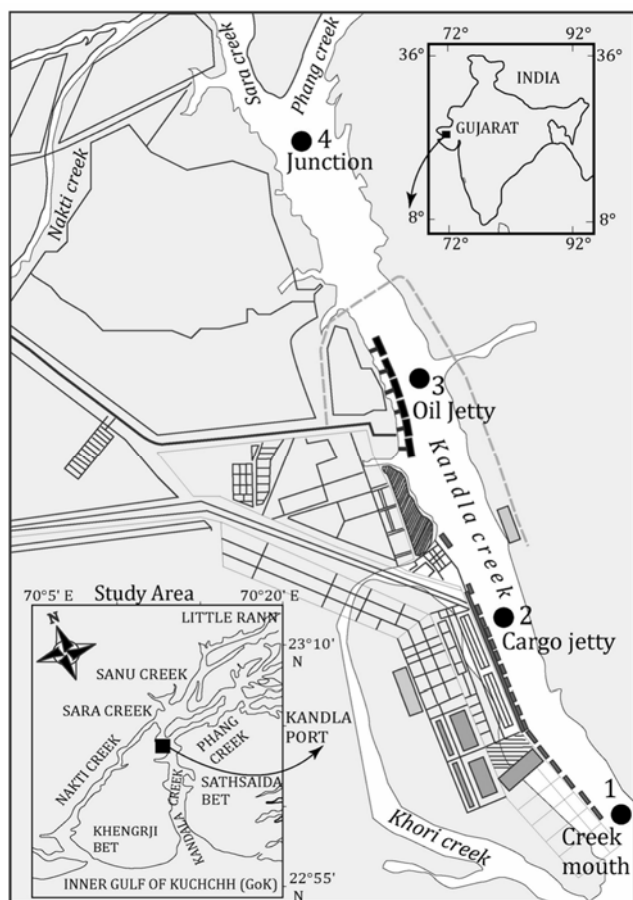 Sara creek
Phang creek
Nakti creek
4
Junction
36°
36°
INDIA
GUJARAT
8°
8°
72°
92°
72°
92°
3
Oil Jetty
Kandla creek
2
Cargo jetty
1
Creek
mouth
Khori creek
Study Area
70°5' E
70°20' E
N
LITTLE RANN
23°10'
N
SANU CREEK
SARA CREEK
PHANG
CREEK
KANDLA
PORT
NAKTI CREEK
KANDALA CREEK
SATHSAIDA
BET
KHENGRJI
BET
22°55'
N
INNER GULF OF KUCHCHH (GoK)